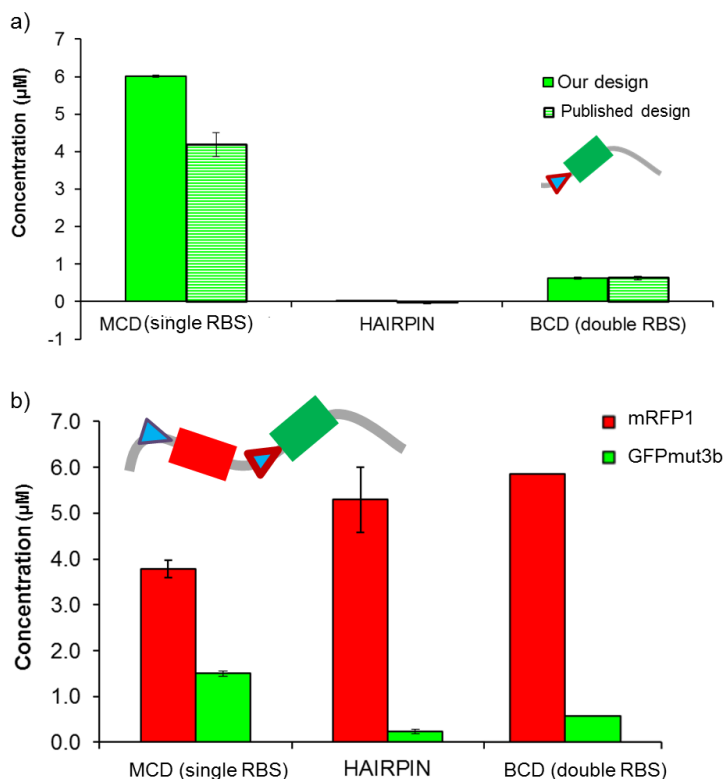 a)
7
6
5
4
3
2
1
0
-1
Concentration (µM)
Our design
Published design
MCD (single RBS)
HAIRPIN
BCD (double RBS)
b)
7.0
6.0
5.0
4.0
3.0
2.0
1.0
0.0
Concentration (µM)
mRFP1
GFPmut3b
MCD (single RBS)
HAIRPIN
BCD (double RBS)